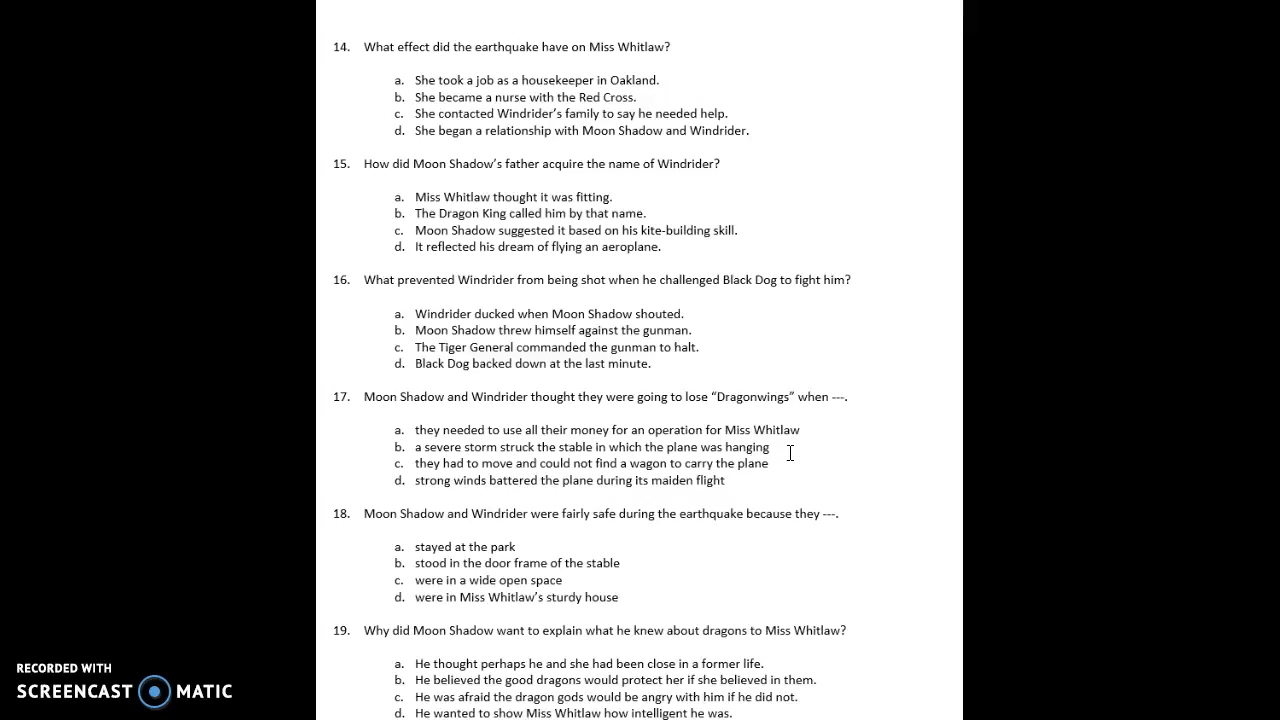 14. What effect did the earthquake have on Miss Whitlaw?
a. She took a job as a housekeeper in Oakland.
b. She became a nurse with the Red Cross.
c. She contacted Windrider's family to say he needed help.
d. She began a relationship with Moon Shadow and Windrider.
15. How did Moon Shadow's father acquire the name of Windrider?
a. Miss Whitlaw thought it was fitting.
b. The Dragon King called him by that name.
c. Moon Shadow suggested it based on his kite-building skill.
d. It reflected his dream of flying an aeroplane.
16. What prevented Windrider from being shot when he challenged Black Dog to fight him?
a. Windrider ducked when Moon Shadow shouted.
b. Moon Shadow threw himself against the gunman.
c. The Tiger General commanded the gunman to halt.
d. Black Dog backed down at the last minute.
17. Moon Shadow and Windrider thought they were going to lose “Dragonwings” when ---.
a. they needed to use all their money for an operation for Miss Whitlaw
b. a severe storm struck the stable in which the plane was hanging
c. they had to move and could not find a wagon to carry the plane
d. strong winds battered the plane during its maiden flight
18. Moon Shadow and Windrider were fairly safe during the earthquake because they ---.
a. stayed at the park
b. stood in the door frame of the stable
c. were in a wide open space
d. were in Miss Whitlaw's sturdy house
19. Why did Moon Shadow want to explain what he knew about dragons to Miss Whitlaw?
a. He thought perhaps he and she had been close in a former life.
b. He believed the good dragons would protect her if she believed in them.
c. He was afraid the dragon gods would be angry with him if he did not.
d. He wanted to show Miss Whitlaw how intelligent he was.
RECORDED WITH
SCREENCAST MATIC